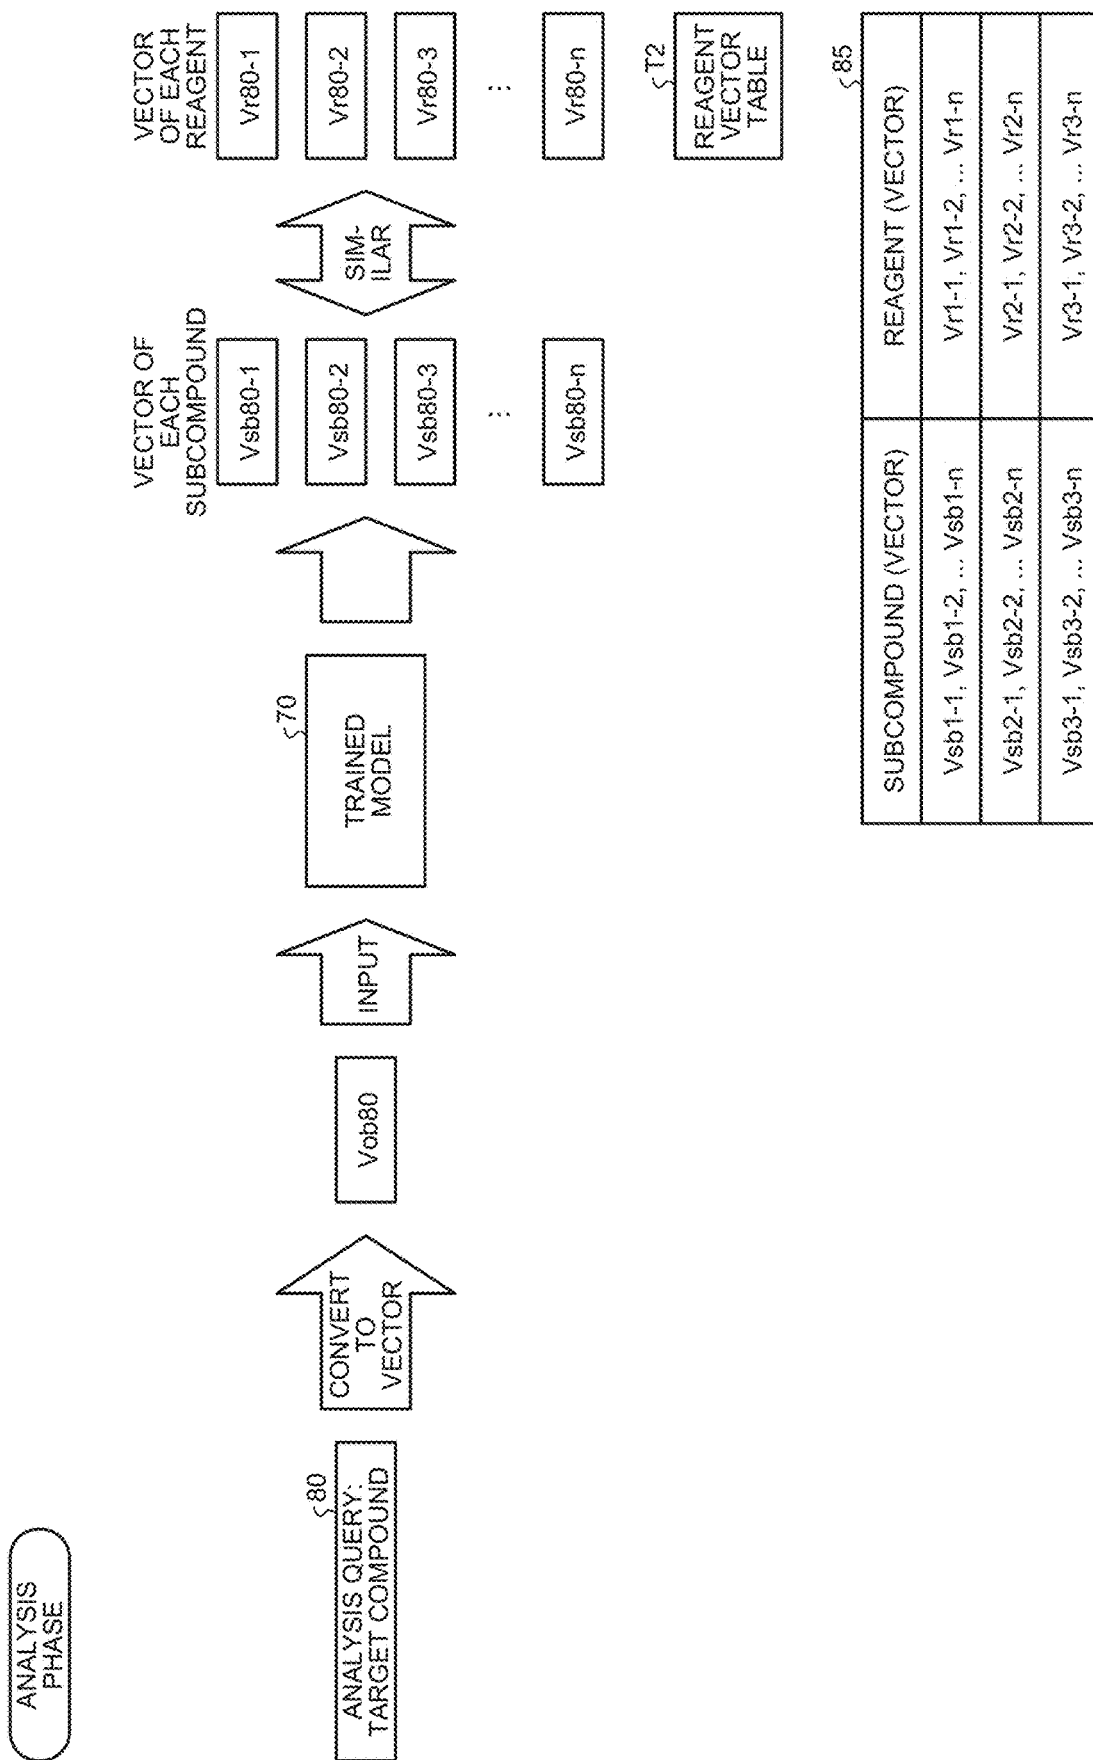 ANALYSIS
PHASE
80
ANALYSIS QUERY:
TARGET COMPOUND
CONVERT
TO
VECTOR
Vob80
INPUT
70
TRAINED
MODEL
VECTOR OF
EACH
SUBCOMPOUND
Vsb80-1
Vsb80-2
Vsb80-3
...
Vsb80-n
SIM-
ILAR
VECTOR
OF EACH
REAGENT
Vr80-1
Vr80-2
Vr80-3
...
Vr80-n
T2
REAGENT
VECTOR
TABLE
85
SUBCOMPOUND (VECTOR) REAGENT (VECTOR)
Vsb1-1, Vsb1-2, ... Vsb1-n Vr1-1, Vr1-2, ... Vr1-n
Vsb2-1, Vsb2-2, ... Vsb2-n Vr2-1, Vr2-2, ... Vr2-n
Vsb3-1, Vsb3-2, ... Vsb3-n Vr3-1, Vr3-2, ... Vr3-n